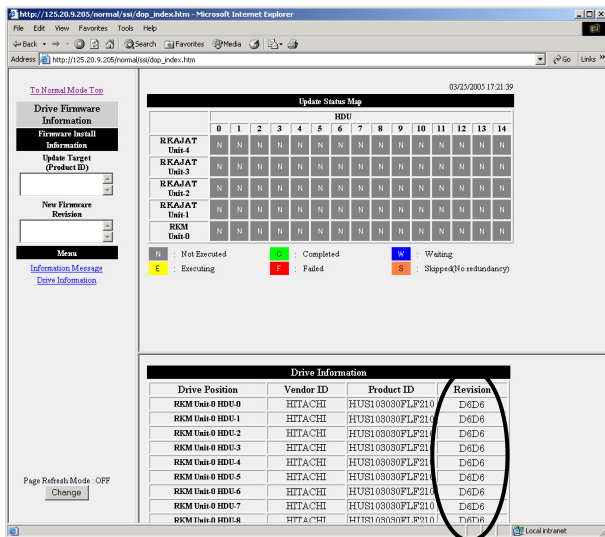 http://125.20.9.205/normal/ssi/dop_index.htm - Microsoft Internet Explorer
File Edit View Favorites Tools Help
Back Search Favorites Media
Address http://125.20.9.205/normal/ssi/dop_index.htm Go Links »
To Normal Mode Top
Drive Firmware
Information
Firmware Install
Information
Update Target
(Product ID)
New Firmware
Revision
Menu
Information Message
Drive Information
Page Refresh Mode : OFF
Change
03/25/2005 17:21:39
Update Status Map
HDU
0 1 2 3 4 5 6 7 8 9 10 11 12 13 14
RKAJAT
Unit-4 N N N N N N N N N N N N N N N
RKAJAT
Unit-3 N N N N N N N N N N N N N N N
RKAJAT
Unit-2 N N N N N N N N N N N N N N N
RKAJAT
Unit-1 N N N N N N N N N N N N N N N
RKM
Unit-0 N N N N N N N N N N N N N N N
N : Not Executed C : Completed W : Waiting
E : Executing F : Failed S : Skipped(No redundancy)
Drive Information
Drive Position Vendor ID Product ID Revision
RKM Unit-0 HDU-0 HITACHI HUS103030FLF210 D6D6
RKM Unit-0 HDU-1 HITACHI HUS103030FLF210 D6D6
RKM Unit-0 HDU-2 HITACHI HUS103030FLF210 D6D6
RKM Unit-0 HDU-3 HITACHI HUS103030FLF210 D6D6
RKM Unit-0 HDU-4 HITACHI HUS103030FLF210 D6D6
RKM Unit-0 HDU-5 HITACHI HUS103030FLF210 D6D6
RKM Unit-0 HDU-6 HITACHI HUS103030FLF210 D6D6
RKM Unit-0 HDU-7 HITACHI HUS103030FLF210 D6D6
RKM Unit-0 HDU-8 HITACHI HUS103030FLF210 D6D6
Local intranet